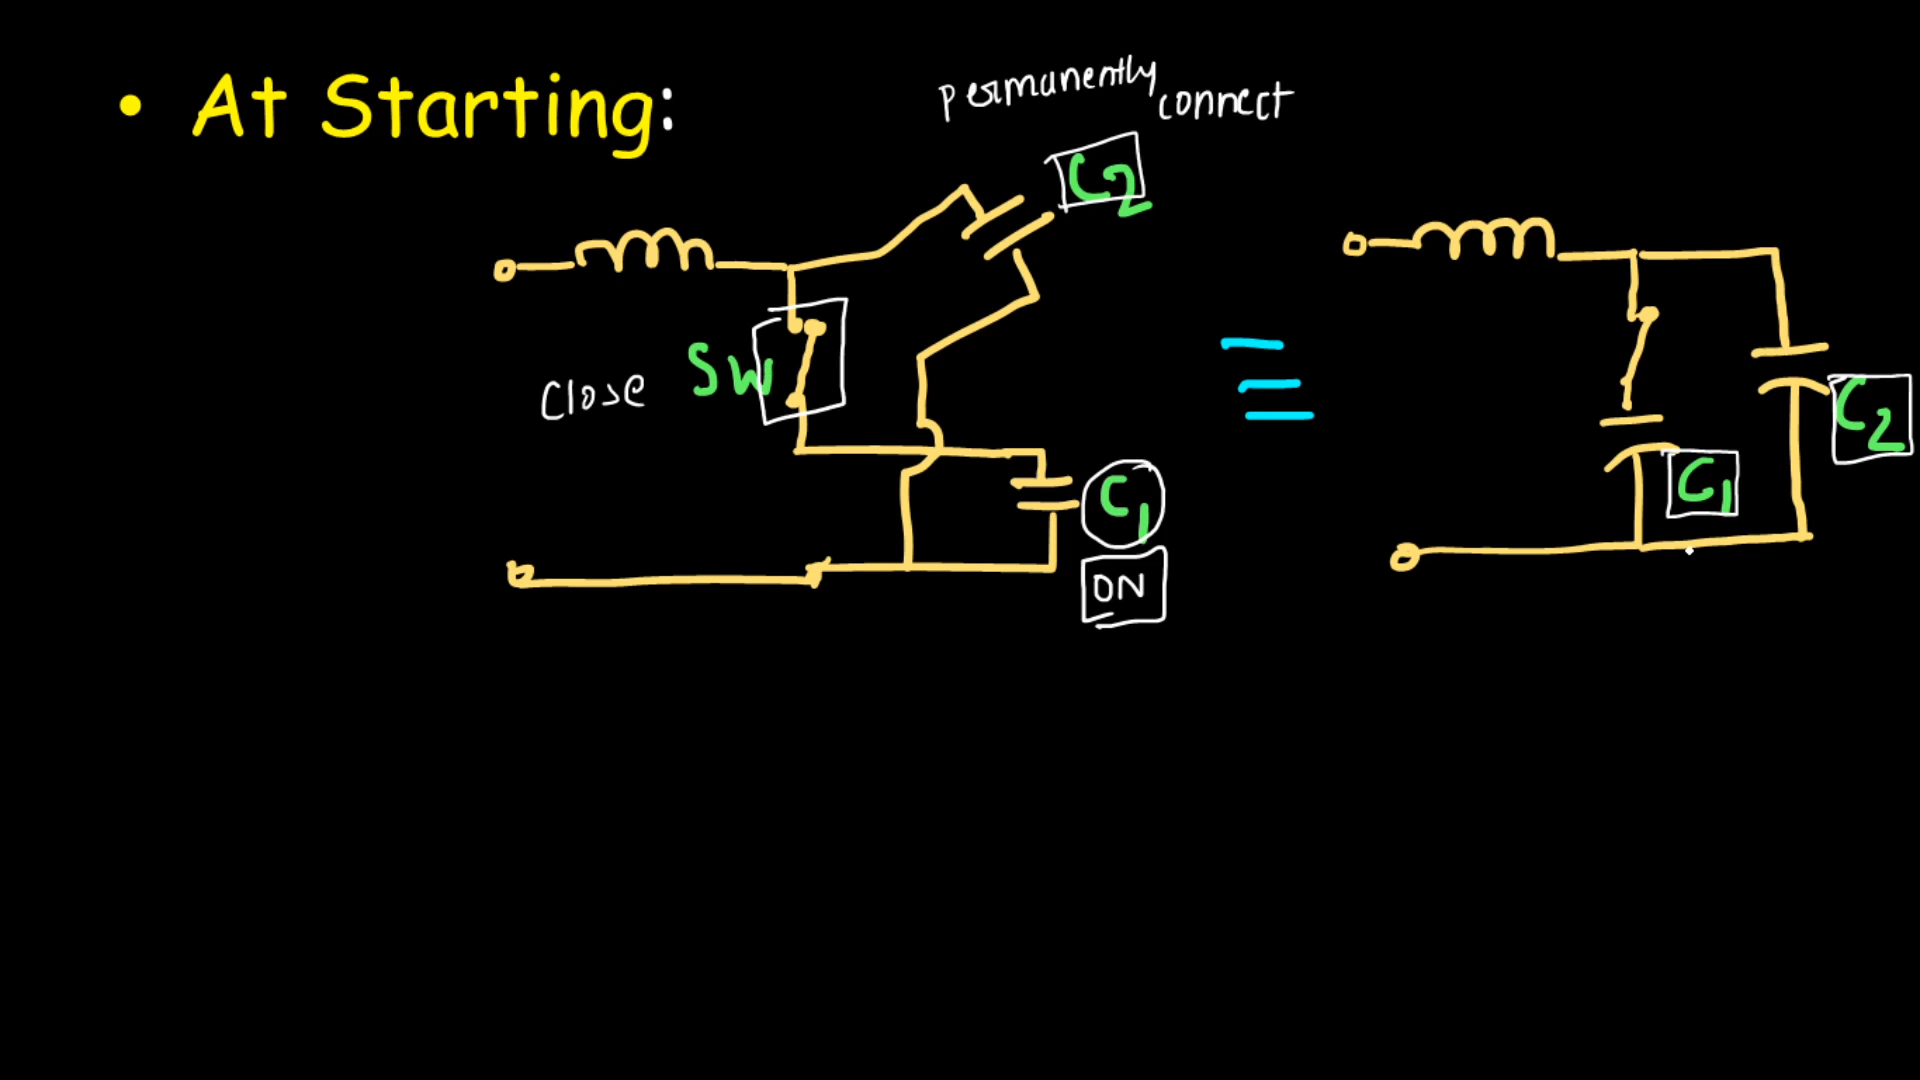 • At Starting:
permanently connect
C2
Close SW
C1
ON
C2
C1